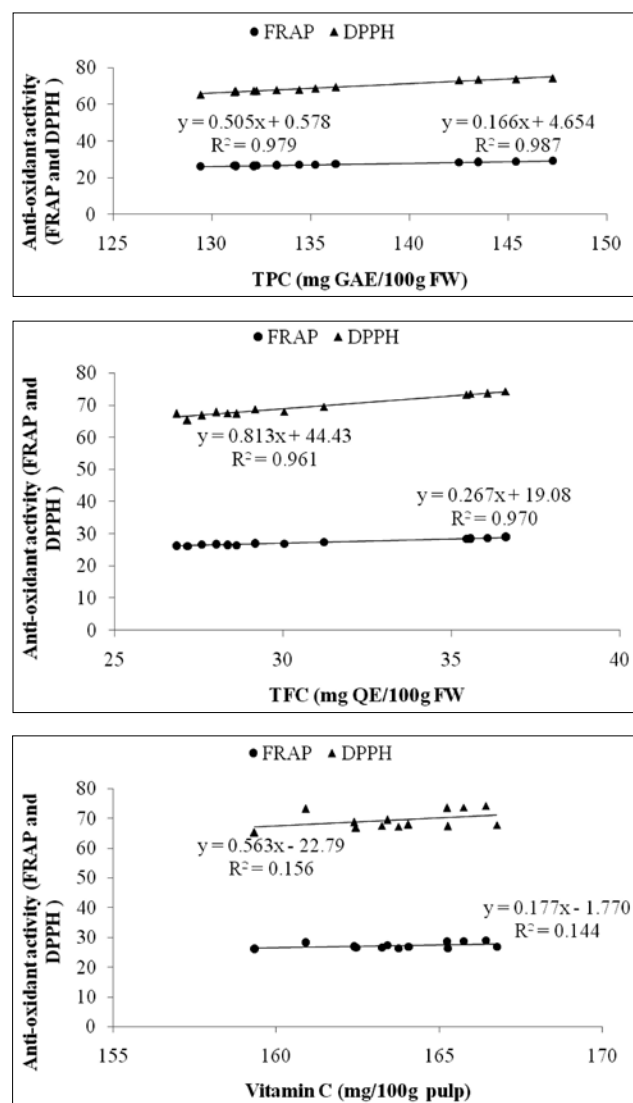 ● FRAP ▲ DPPH
Anti-oxidant activity
(FRAP and DPPH)
80
60
40
20
0
y = 0.505x + 0.578
R² = 0.979
y = 0.166x + 4.654
R² = 0.987
125 130 135 140 145 150
TPC (mg GAE/100g FW)
● FRAP ▲ DPPH
Anti-oxidant activity (FRAP and
DPPH )
80
70
60
50
40
30
20
10
0
y = 0.813x + 44.43
R² = 0.961
y = 0.267x + 19.08
R² = 0.970
25 30 35 40
TFC (mg QE/100g FW
● FRAP ▲ DPPH
Anti-oxidant activity (FRAP and
DPPH )
80
70
60
50
40
30
20
10
0
y = 0.563x - 22.79
R² = 0.156
y = 0.177x - 1.770
R² = 0.144
155 160 165 170
Vitamin C (mg/100g pulp)